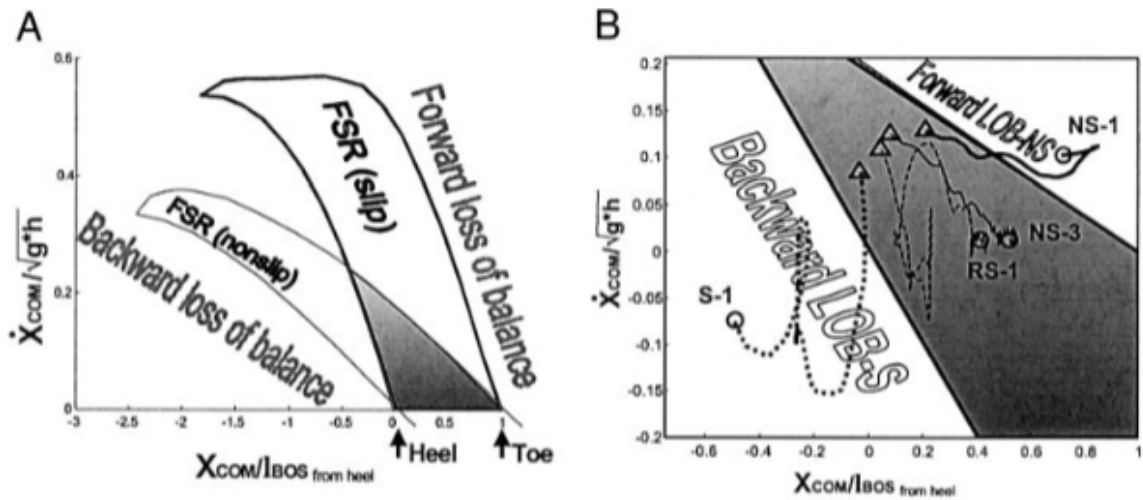 A
0.6
0.4
0.2
0
ẊCOM/√g*h
FSR (slip)
FSR (nonslip)
Forward loss of balance
Backward loss of balance
-3 -2.5 -2 -1.5 -1 -0.5 0 0.5 1
Heel
Toe
XCOM/lBOS from heel
B
0.2
0.15
0.1
0.05
0
-0.05
-0.1
-0.15
-0.2
ẊCOM/√g*h
Forward LOB-NS
NS-1
Backward LOB-S
NS-3
RS-1
S-1
-0.6 -0.4 -0.2 0 0.2 0.4 0.6 0.8 1
XCOM/lBOS from heel